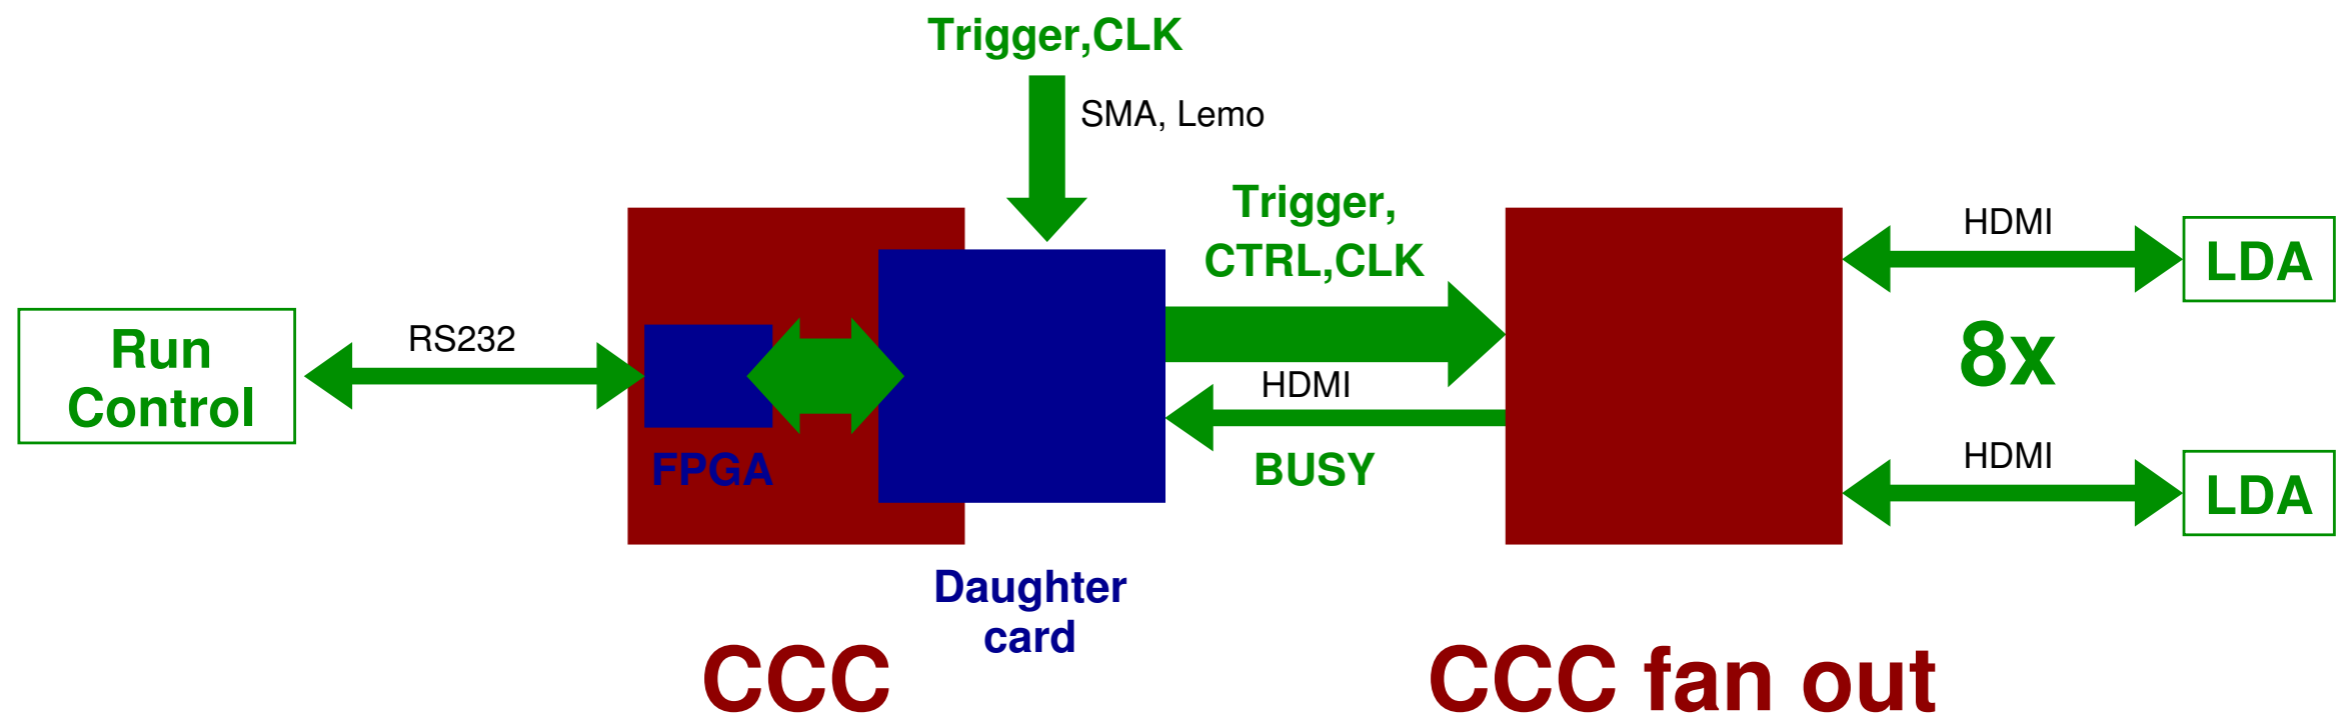 Trigger,CLK
SMA, Lemo
Trigger,
CTRL,CLK
HDMI
LDA
Run
Control
RS232
8x
HDMI
BUSY
FPGA
HDMI
LDA
Daughter
card
CCC
CCC fan out